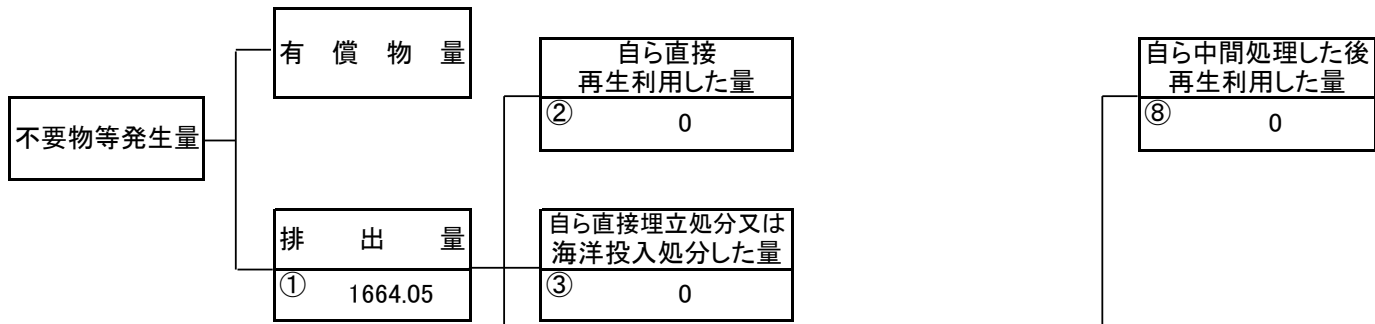 有償物量
自ら直接
再生利用した量
② 0
自ら中間処理した後
再生利用した量
⑧ 0
不要物等発生量
排出量
① 1664.05
自ら直接埋立処分又は
海洋投入処分した量
③ 0